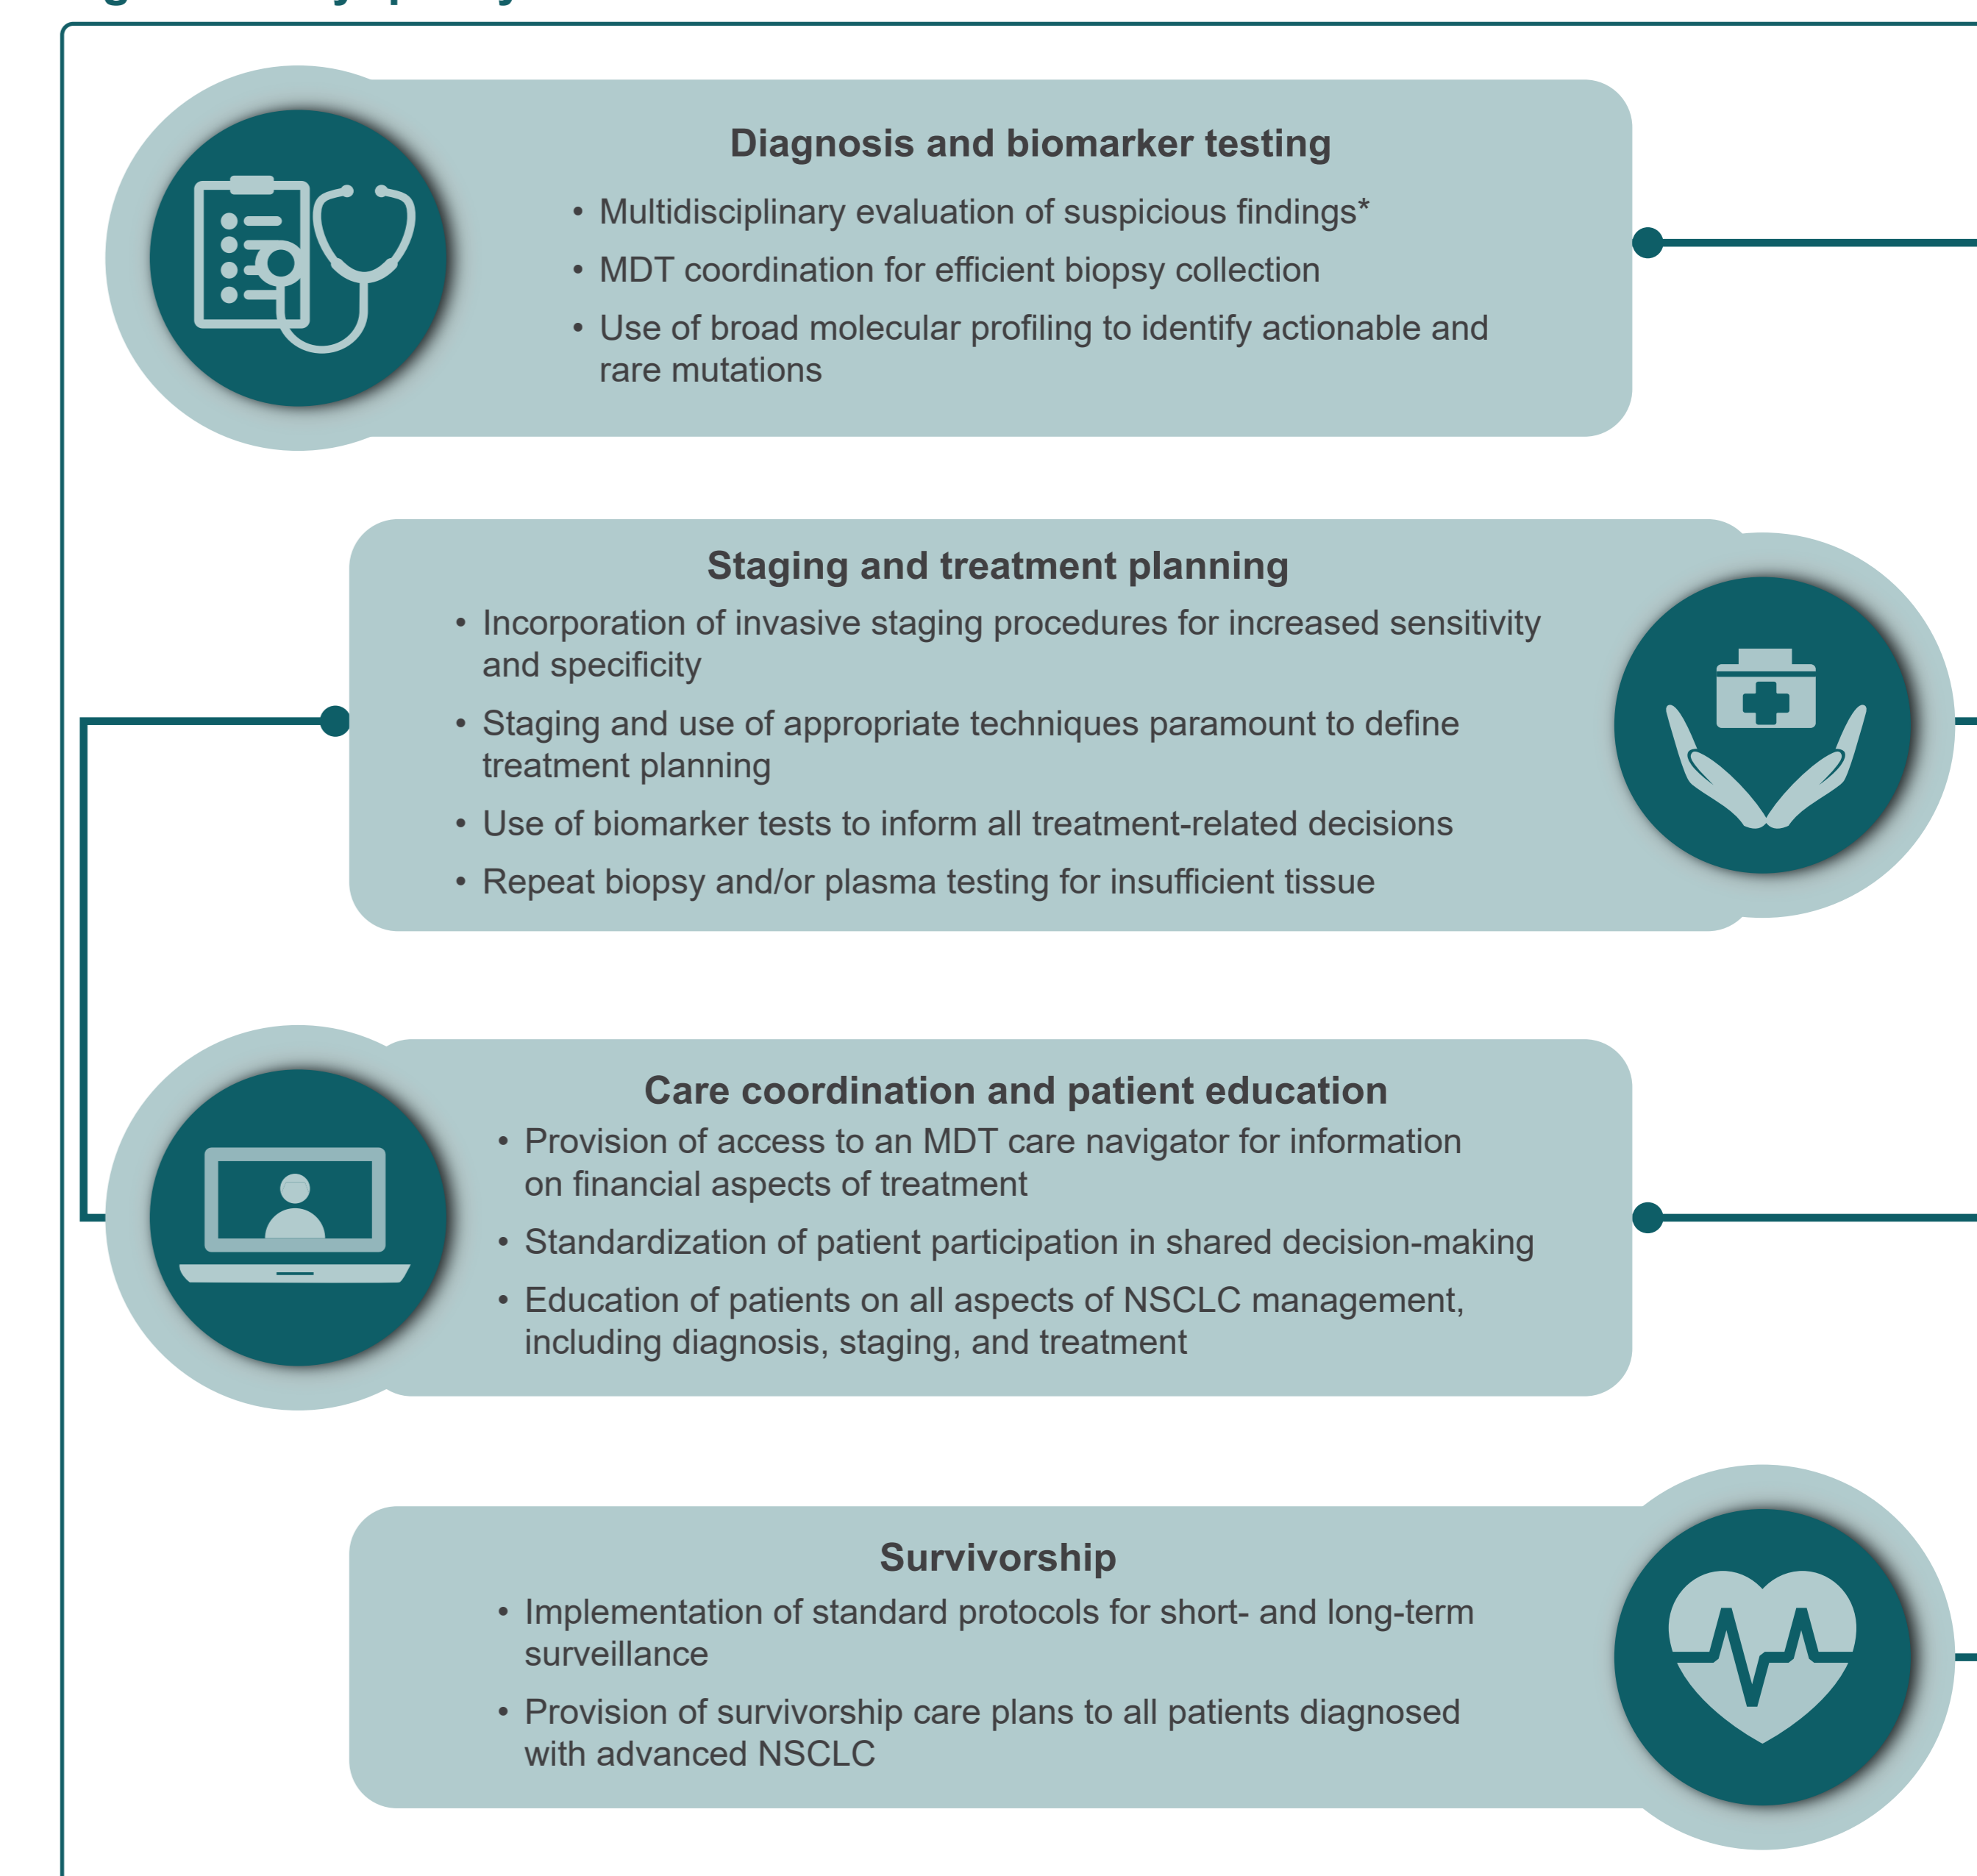 Diagnosis and biomarker testing
• Multidisciplinary evaluation of suspicious findings*
• MDT coordination for efficient biopsy collection
• Use of broad molecular profiling to identify actionable and
rare mutations
Staging and treatment planning
• Incorporation of invasive staging procedures for increased sensitivity
and specificity
• Staging and use of appropriate techniques paramount to define
treatment planning
• Use of biomarker tests to inform all treatment-related decisions
• Repeat biopsy and/or plasma testing for insufficient tissue
Care coordination and patient education
• Provision of access to an MDT care navigator for information
on financial aspects of treatment
• Standardization of patient participation in shared decision-making
• Education of patients on all aspects of NSCLC management,
including diagnosis, staging, and treatment
Survivorship
• Implementation of standard protocols for short- and long-term
surveillance
• Provision of survivorship care plans to all patients diagnosed
with advanced NSCLC